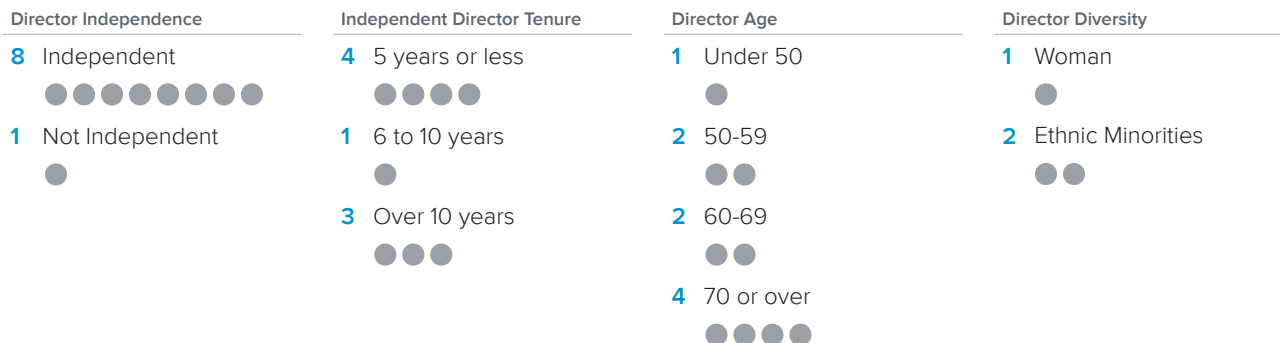 Director Independence
8 Independent
1 Not Independent
Independent Director Tenure
4 5 years or less
1 6 to 10 years
3 Over 10 years
Director Age
1 Under 50
2 50-59
2 60-69
4 70 or over
Director Diversity
1 Woman
2 Ethnic Minorities